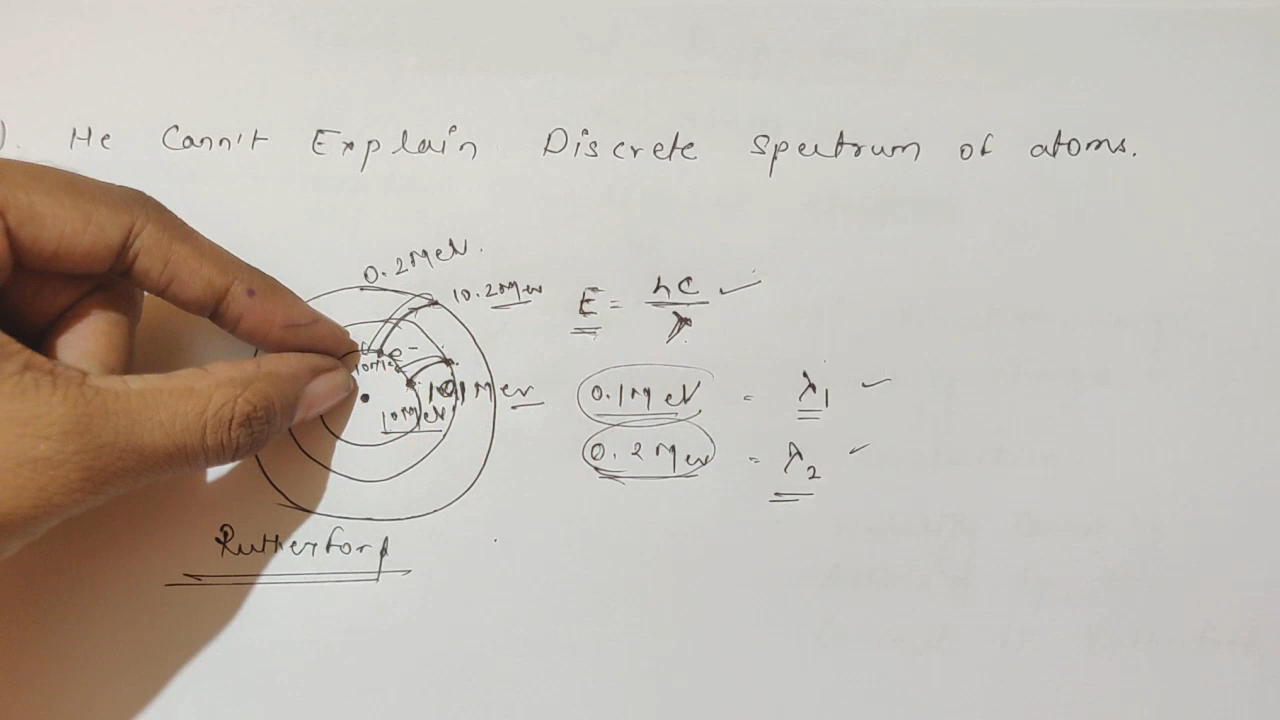 ). He Cann't Explain Discrete Spectrum of atoms.
0.2MeV.
10.2Mev
E = hc/λ
10.1Mev
10MeV
0.1MeV = λ1
0.2Mev = λ2
Rutherford